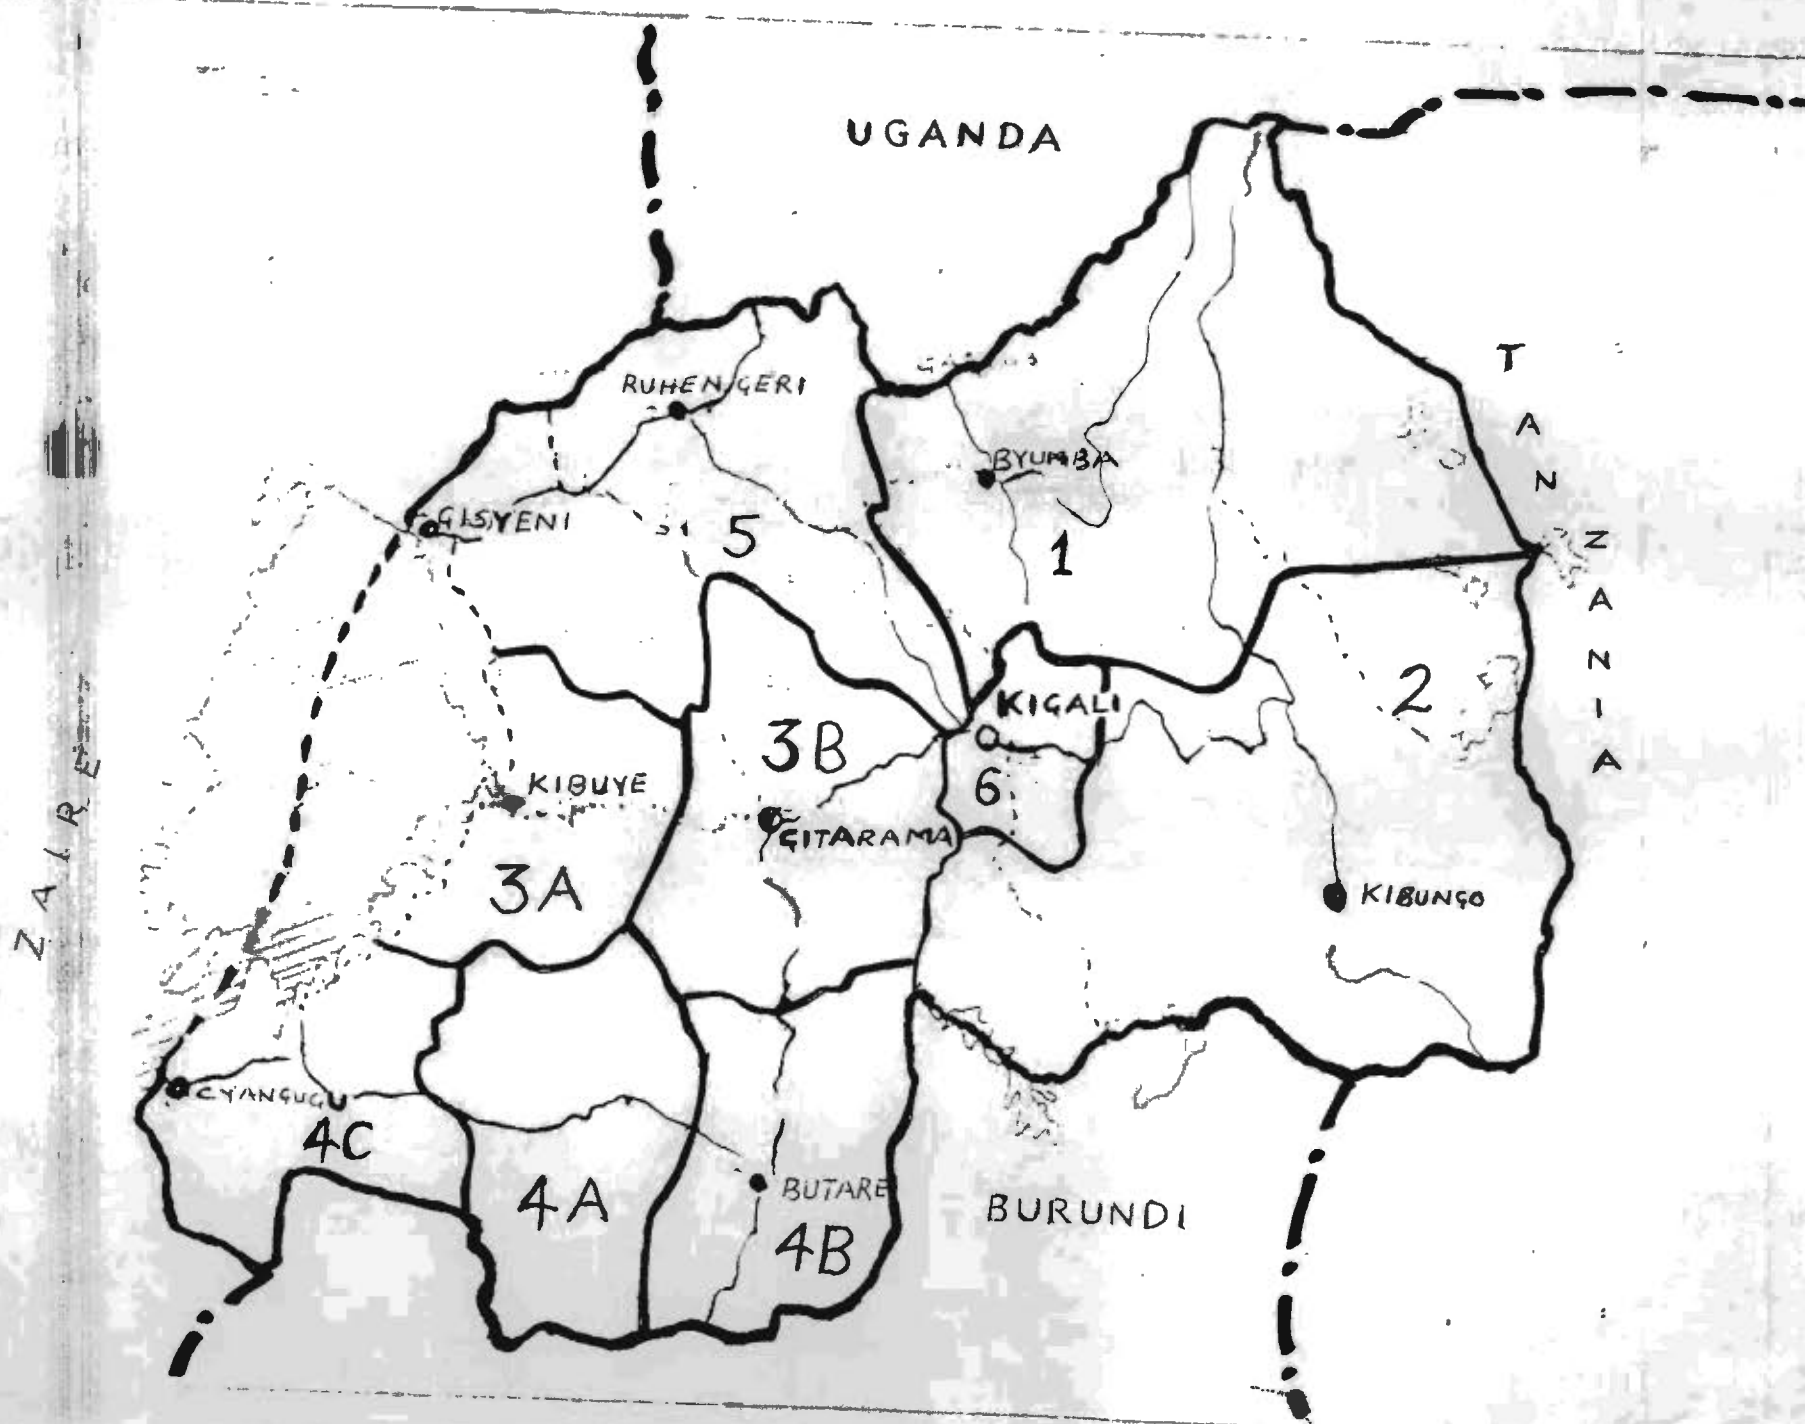 UGANDA
TANZANIA
RUHENGERI
BYUMBA
GISYENI
5
1
2
KIGALI
3B
6
KIBUYE
GITARAMA
3A
KIBUNGO
ZAIRE
CYANGUGU
4C
4A
BUTARE
4B
BURUNDI